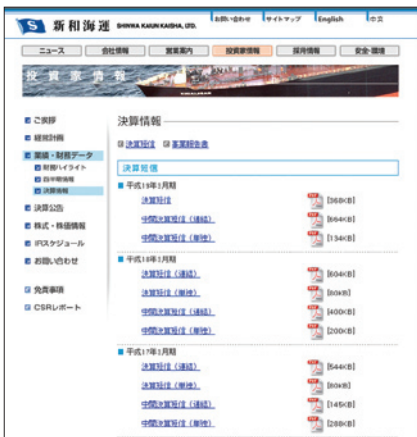 お問い合わせ サイトマップ English 中文
S 新和海運 SHINWA KAIUN KAISHA, LTD.
ニュース 会社情報 営業案内 投資家情報 採用情報 安全・環境
投資家情報
ご挨拶
経営計画
業績・財務データ
財務ハイライト
四半期情報
決算情報
決算公告
株式・株価情報
IRスケジュール
お問い合わせ
免責事項
CSRレポート
決算情報
決算短信 事業報告書
決算短信
平成19年3月期
決算短信 [368KB]
中間決算短信（連結） [664KB]
中間決算短信（単独） [134KB]
平成18年3月期
決算短信（連結） [604KB]
決算短信（単独） [80KB]
中間決算短信（連結） [400KB]
中間決算短信（単独） [200KB]
平成17年3月期
決算短信（連結） [544KB]
決算短信（単独） [80KB]
中間決算短信（連結） [145KB]
中間決算短信（単独） [288KB]